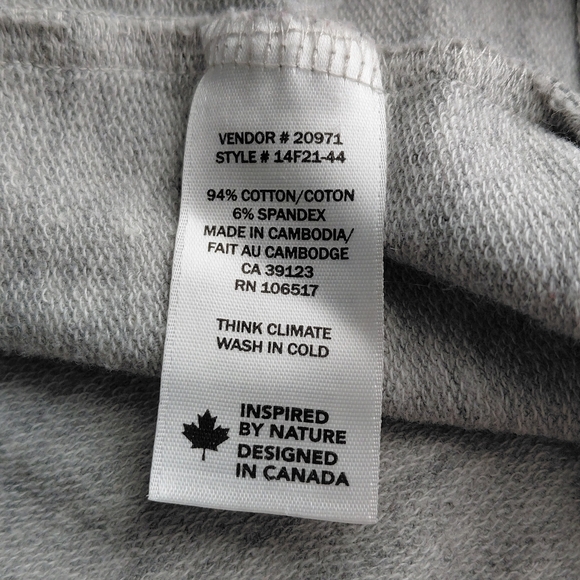 VENDOR # 20971
STYLE # 14F21-44
94% COTTON/COTON
6% SPANDEX
MADE IN CAMBODIA/
FAIT AU CAMBODGE
CA 39123
RN 106517
THINK CLIMATE
WASH IN COLD
INSPIRED
BY NATURE
DESIGNED
IN CANADA